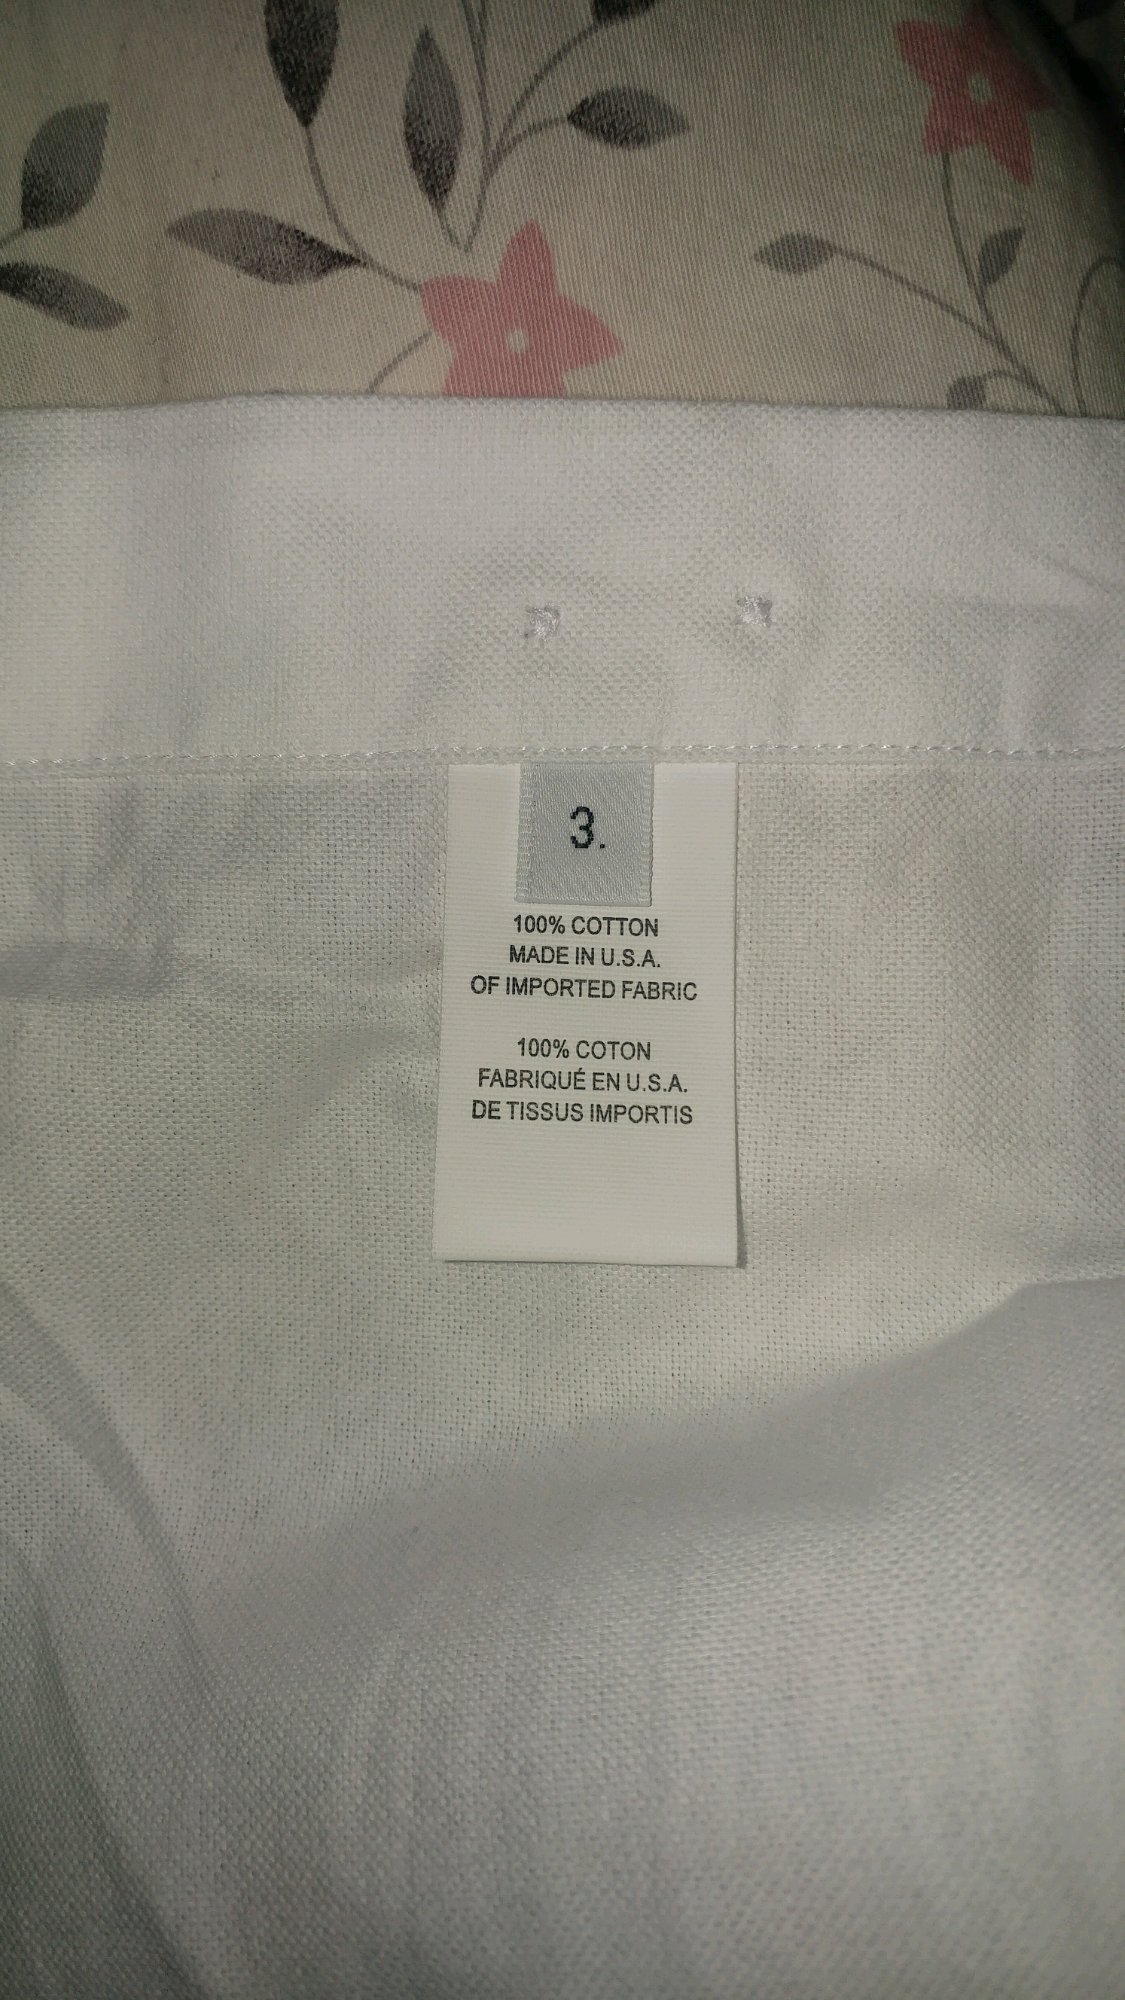 3.
100% COTTON
MADE IN U.S.A.
OF IMPORTED FABRIC
100% COTON
FABRIQUÉ EN U.S.A.
DE TISSUS IMPORTIS